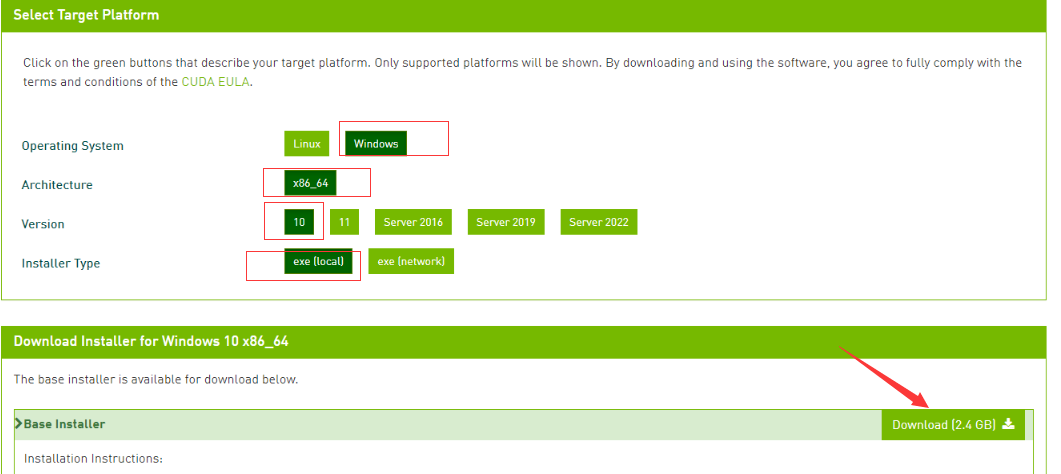 Select Target Platform
Click on the green buttons that describe your target platform. Only supported platforms will be shown. By downloading and using the software, you agree to fully comply with the
terms and conditions of the CUDA EULA.
Operating System Linux Windows
Architecture x86_64
Version 10 11 Server 2016 Server 2019 Server 2022
Installer Type exe (local) exe (network)
Download Installer for Windows 10 x86_64
The base installer is available for download below.
Base Installer Download (2.4 GB)
Installation Instructions: